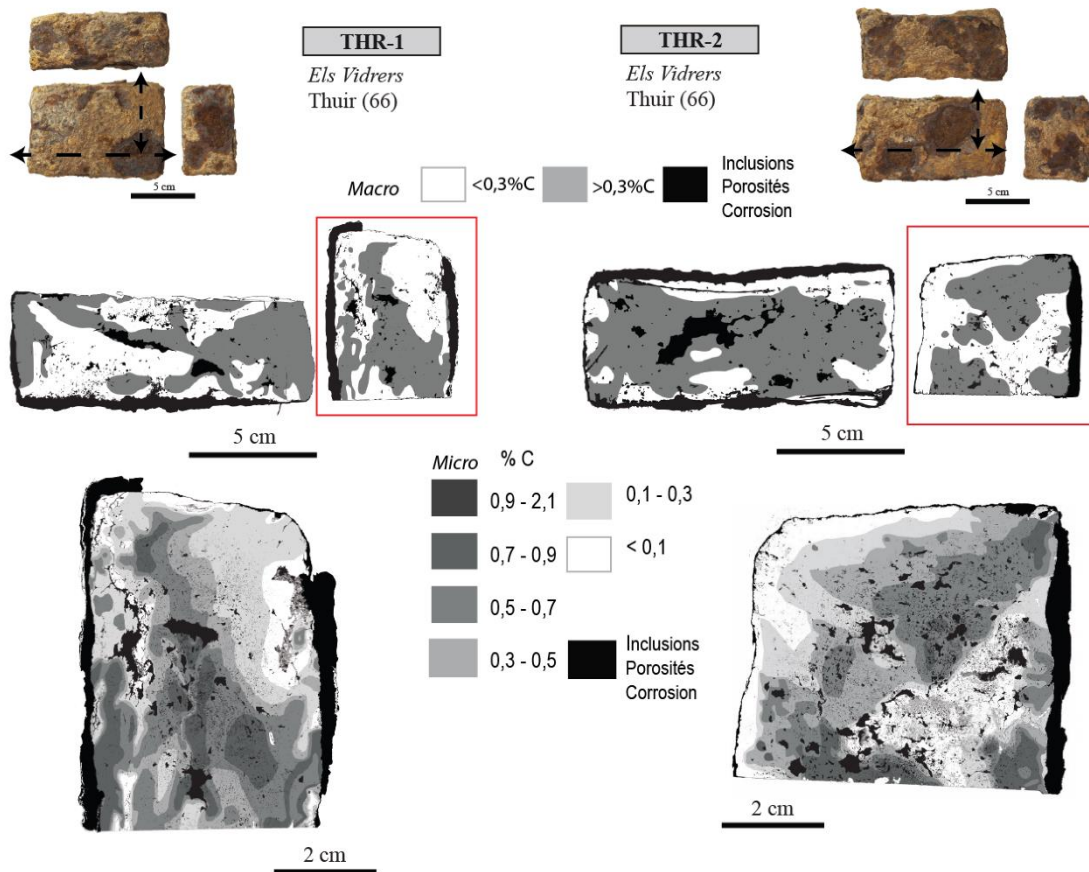 THR-1
Els Vidrers
Thuir (66)
THR-2
Els Vidrers
Thuir (66)
5 cm
5 cm
Macro
<0,3%C
>0,3%C
Inclusions
Porosités
Corrosion
5 cm
5 cm
Micro % C
0,9 - 2,1
0,1 - 0,3
0,7 - 0,9
< 0,1
0,5 - 0,7
0,3 - 0,5
Inclusions
Porosités
Corrosion
2 cm
2 cm